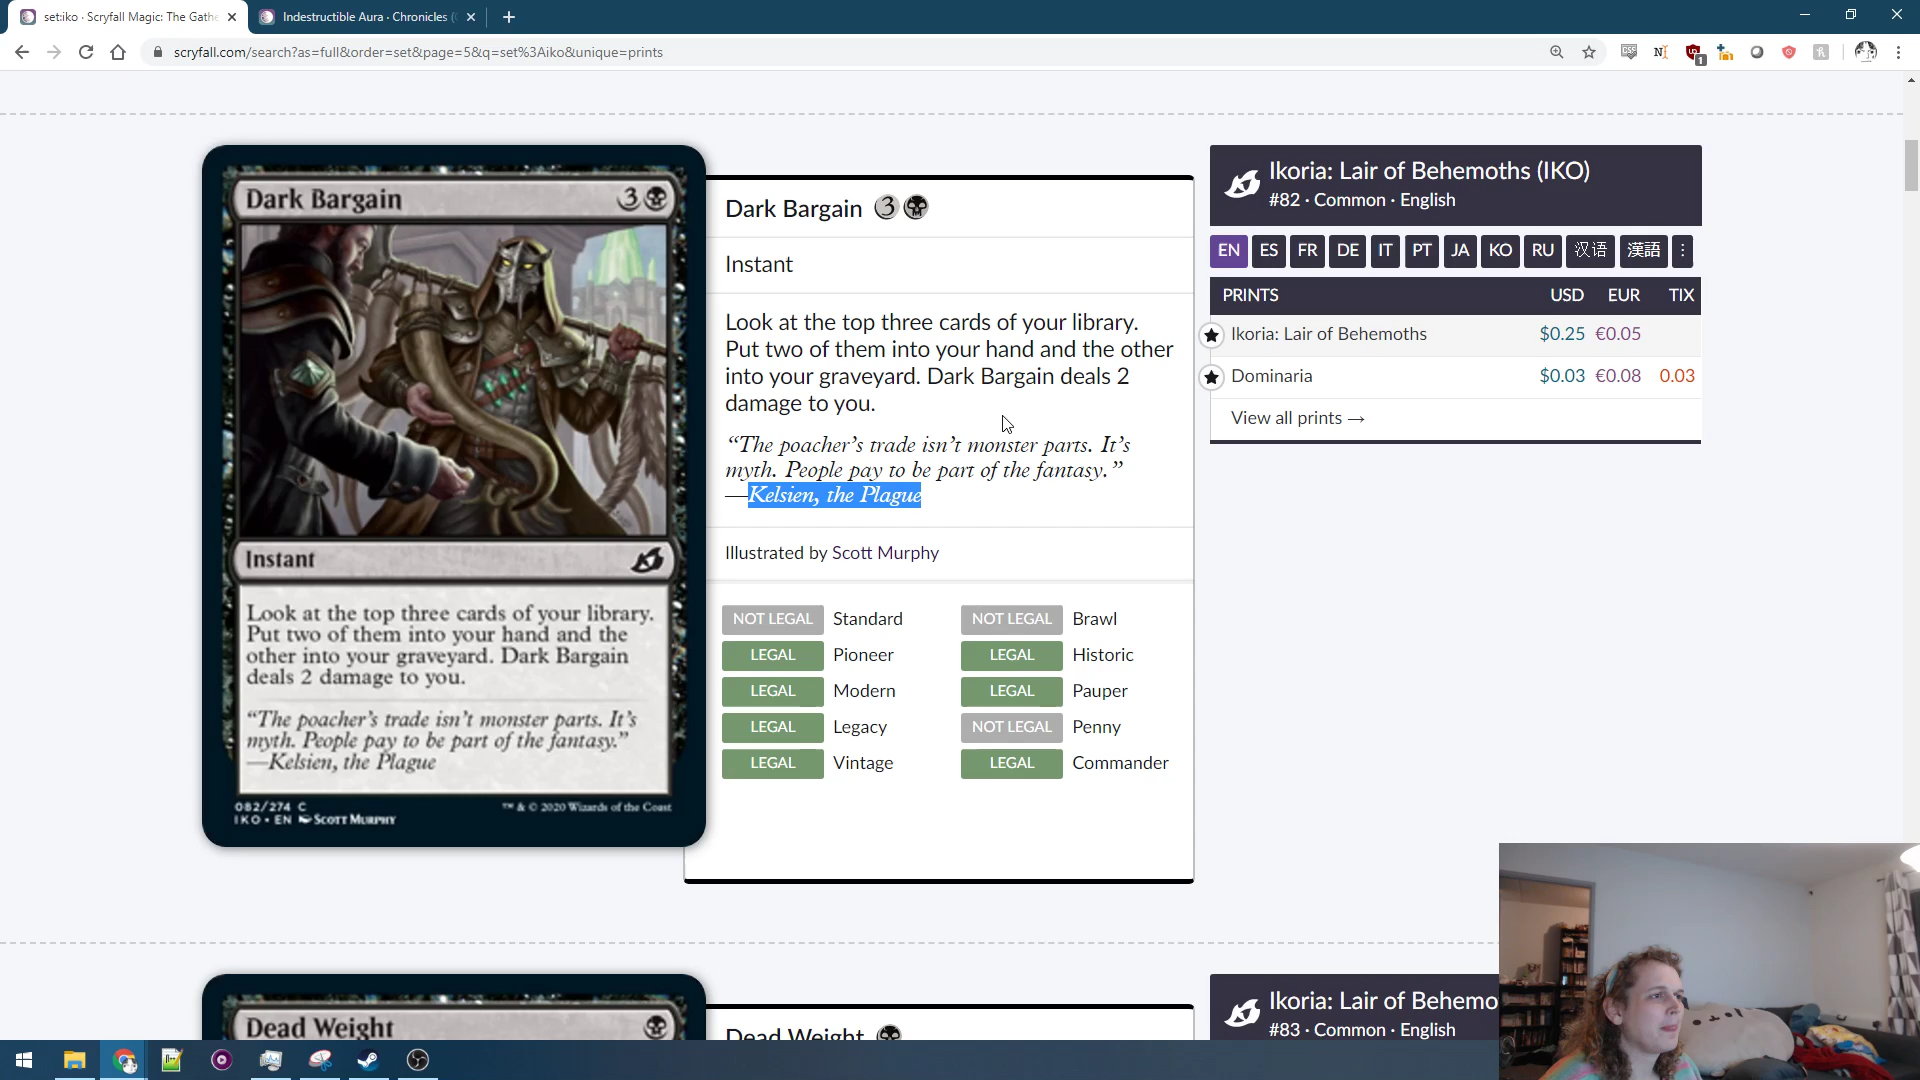 set:iko · Scryfall Magic: The Gathe
Indestructible Aura · Chronicles (
scryfall.com/search?as=full&order=set&page=5&q=set%3Aiko&unique=prints
Dark Bargain 3
Instant
Look at the top three cards of your library.
Put two of them into your hand and the
other into your graveyard. Dark Bargain
deals 2 damage to you.
“The poacher’s trade isn’t monster parts. It’s
myth. People pay to be part of the fantasy.”
—Kelsien, the Plague
082/274 C
IKO • EN Scott Murphy
™ & © 2020 Wizards of the Coast
Dark Bargain 3
Instant
Look at the top three cards of your library.
Put two of them into your hand and the other
into your graveyard. Dark Bargain deals 2
damage to you.
“The poacher’s trade isn’t monster parts. It’s
myth. People pay to be part of the fantasy.”
—Kelsien, the Plague
Illustrated by Scott Murphy
NOT LEGAL Standard NOT LEGAL Brawl
LEGAL Pioneer LEGAL Historic
LEGAL Modern LEGAL Pauper
LEGAL Legacy NOT LEGAL Penny
LEGAL Vintage LEGAL Commander
Ikoria: Lair of Behemoths (IKO)
#82 · Common · English
EN ES FR DE IT PT JA KO RU 汉语 漢語 ⋮
PRINTS USD EUR TIX
Ikoria: Lair of Behemoths $0.25 €0.05
Dominaria $0.03 €0.08 0.03
View all prints →
Dead Weight
Dead Weight
Ikoria: Lair of Behemo
#83 · Common · English